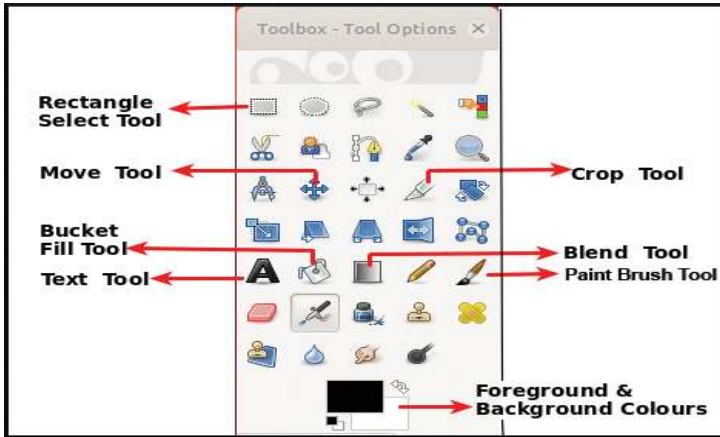 Toolbox - Tool Options
Rectangle
Select Tool
Move Tool
Crop Tool
Bucket
Fill Tool
Blend Tool
Text Tool
Paint Brush Tool
Foreground &
Background Colours